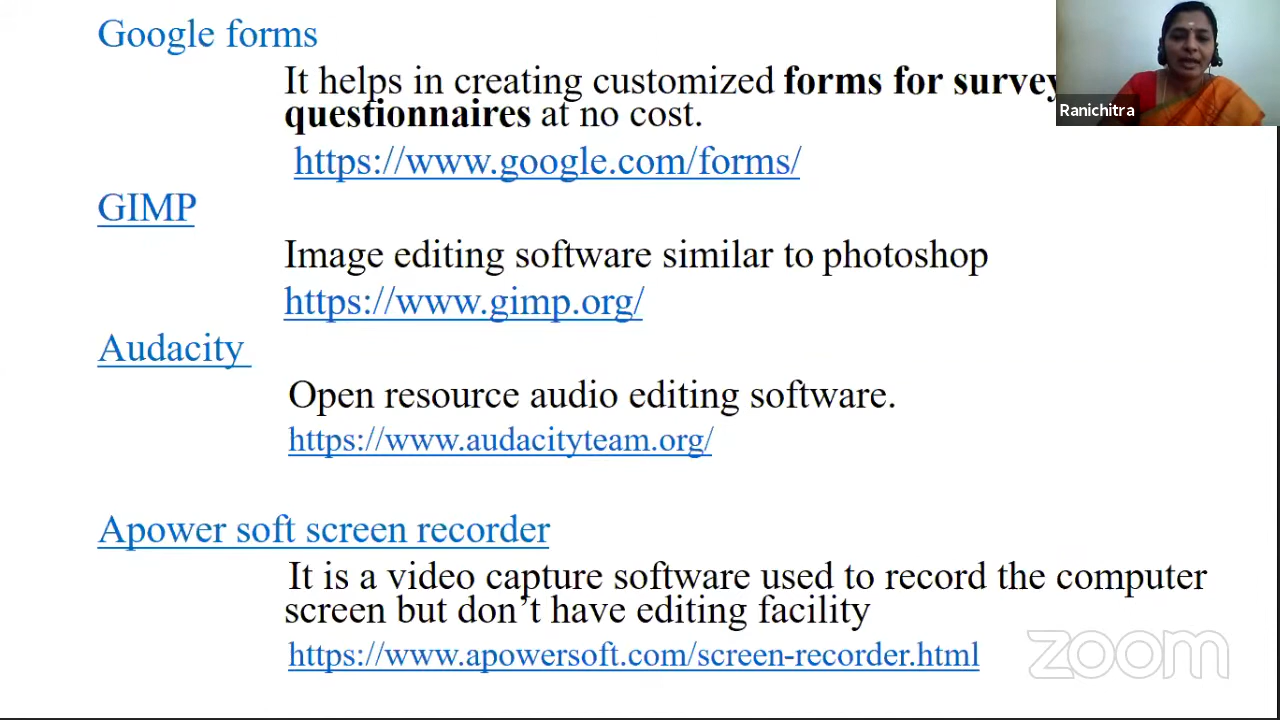 Google forms
It helps in creating customized forms for survey
questionnaires at no cost.
https://www.google.com/forms/
GIMP
Image editing software similar to photoshop
https://www.gimp.org/
Audacity
Open resource audio editing software.
https://www.audacityteam.org/
Apower soft screen recorder
It is a video capture software used to record the computer
screen but don’t have editing facility
https://www.apowersoft.com/screen-recorder.html
Ranichitra
zoom